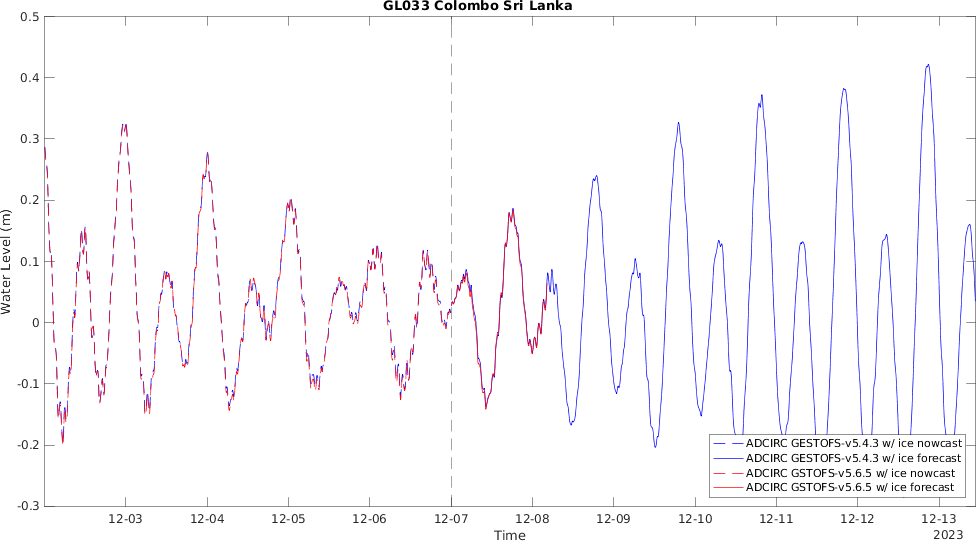 GL033 Colombo Sri Lanka
0.5
0.4
0.3
0.2
0.1
0
-0.1
-0.2
-0.3
Water Level (m)
ADCIRC GESTOFS-v5.4.3 w/ ice nowcast
ADCIRC GESTOFS-v5.4.3 w/ ice forecast
ADCIRC GSTOFS-v5.6.5 w/ ice nowcast
ADCIRC GSTOFS-v5.6.5 w/ ice forecast
12-03 12-04 12-05 12-06 12-07 12-08 12-09 12-10 12-11 12-12 12-13
Time
2023